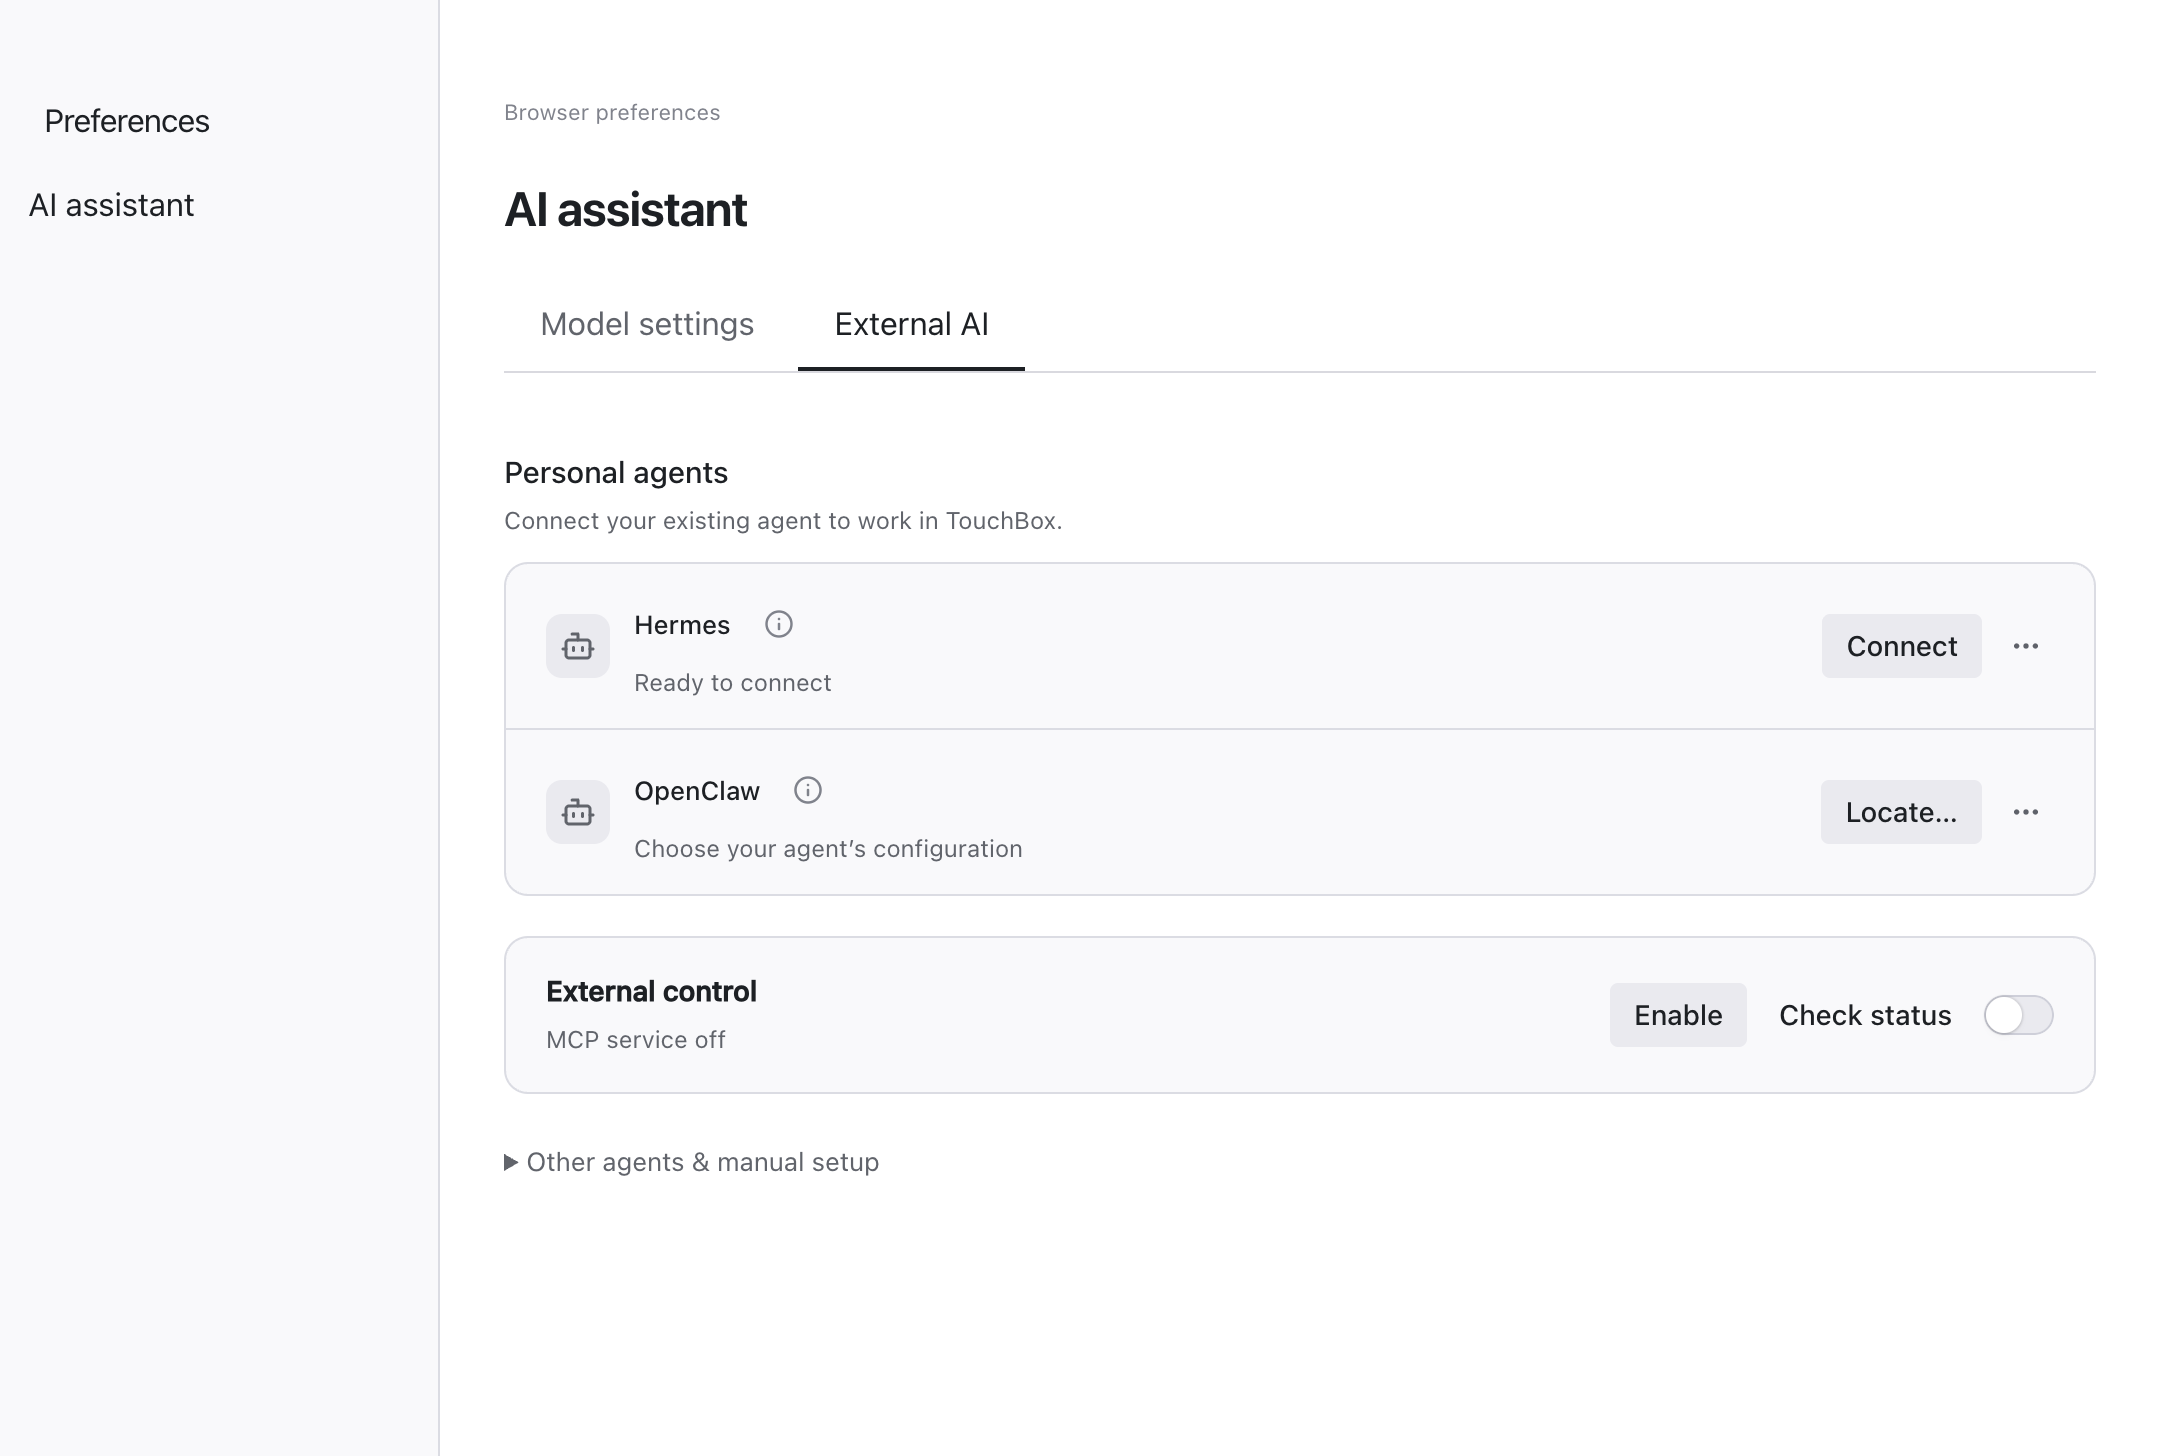 Preferences
AI assistant
Browser preferences
AI assistant
Model settings
External AI
Personal agents
Connect your existing agent to work in TouchBox.
Hermes
Ready to connect
Connect
OpenClaw
Choose your agent’s configuration
Locate...
External control
MCP service off
Enable
Check status
Other agents & manual setup